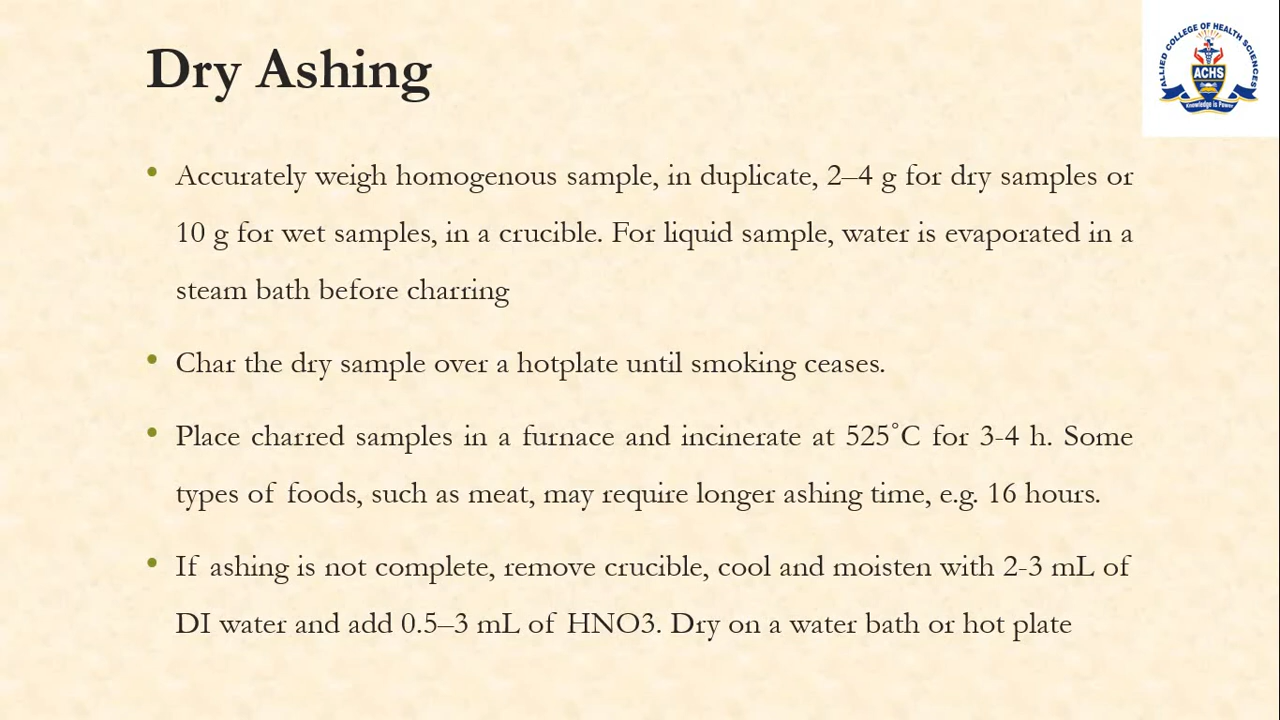 Dry Ashing
ALLIED COLLEGE OF HEALTH SCIENCES
ACHS
Knowledge is Power
• Accurately weigh homogenous sample, in duplicate, 2–4 g for dry samples or
10 g for wet samples, in a crucible. For liquid sample, water is evaporated in a
steam bath before charring
• Char the dry sample over a hotplate until smoking ceases.
• Place charred samples in a furnace and incinerate at 525˚C for 3-4 h. Some
types of foods, such as meat, may require longer ashing time, e.g. 16 hours.
• If ashing is not complete, remove crucible, cool and moisten with 2-3 mL of
DI water and add 0.5–3 mL of HNO3. Dry on a water bath or hot plate